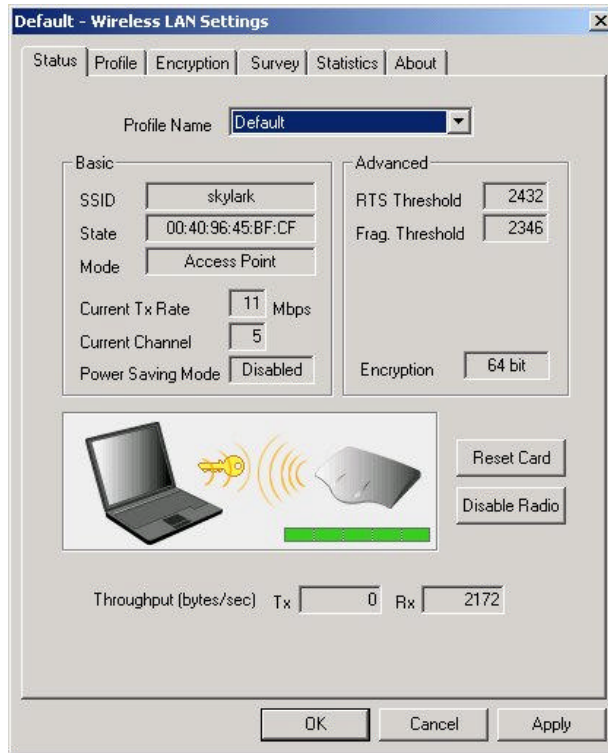 Default - Wireless LAN Settings
Status Profile Encryption Survey Statistics About
Profile Name Default
Basic
SSID skylark
State 00:40:96:45:BF:CF
Mode Access Point
Current Tx Rate 11 Mbps
Current Channel 5
Power Saving Mode Disabled
Advanced
RTS Threshold 2432
Frag. Threshold 2346
Encryption 64 bit
Reset Card
Disable Radio
Throughput (bytes/sec) Tx 0 Rx 2172
OK Cancel Apply